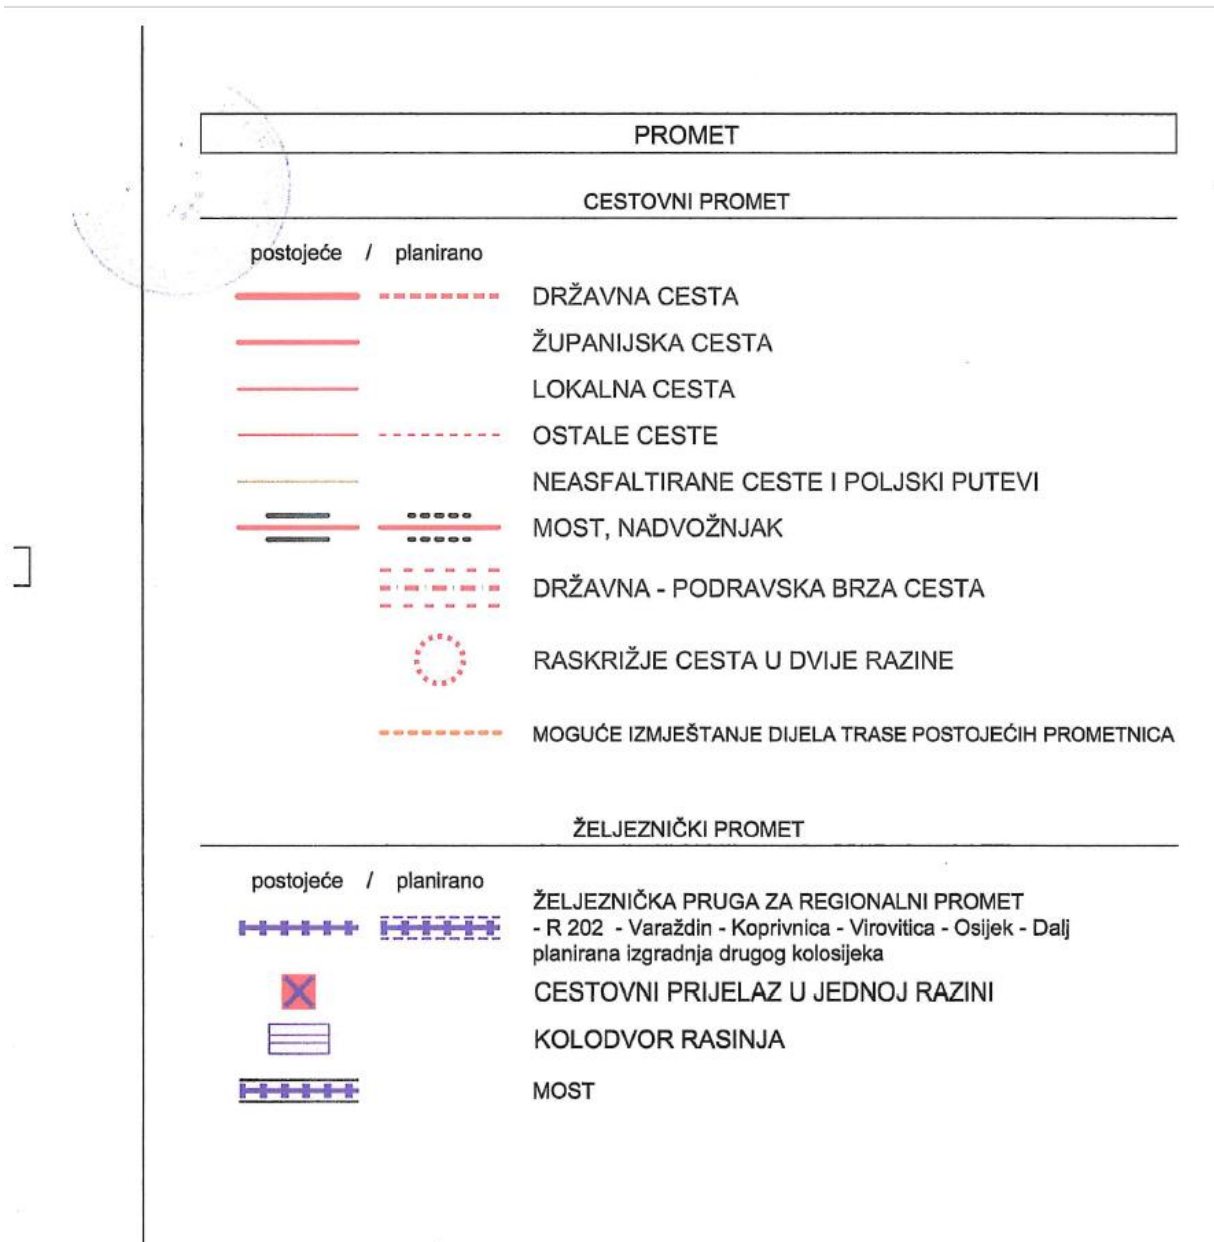 PROMET
CESTOVNI PROMET
postojeće / planirano
DRŽAVNA CESTA
ŽUPANIJSKA CESTA
LOKALNA CESTA
OSTALE CESTE
NEASFALTIRANE CESTE I POLJSKI PUTEVI
MOST, NADVOŽNJAK
DRŽAVNA - PODRAVSKA BRZA CESTA
RASKRIŽJE CESTA U DVIJE RAZINE
MOGUĆE IZMJEŠTANJE DIJELA TRASE POSTOJEĆIH PROMETNICA
ŽELJEZNIČKI PROMET
postojeće / planirano
ŽELJEZNIČKA PRUGA ZA REGIONALNI PROMET
- R 202 - Varaždin - Koprivnica - Virovitica - Osijek - Dalj
planirana izgradnja drugog kolosijeka
CESTOVNI PRIJELAZ U JEDNOJ RAZINI
KOLODVOR RASINJA
MOST